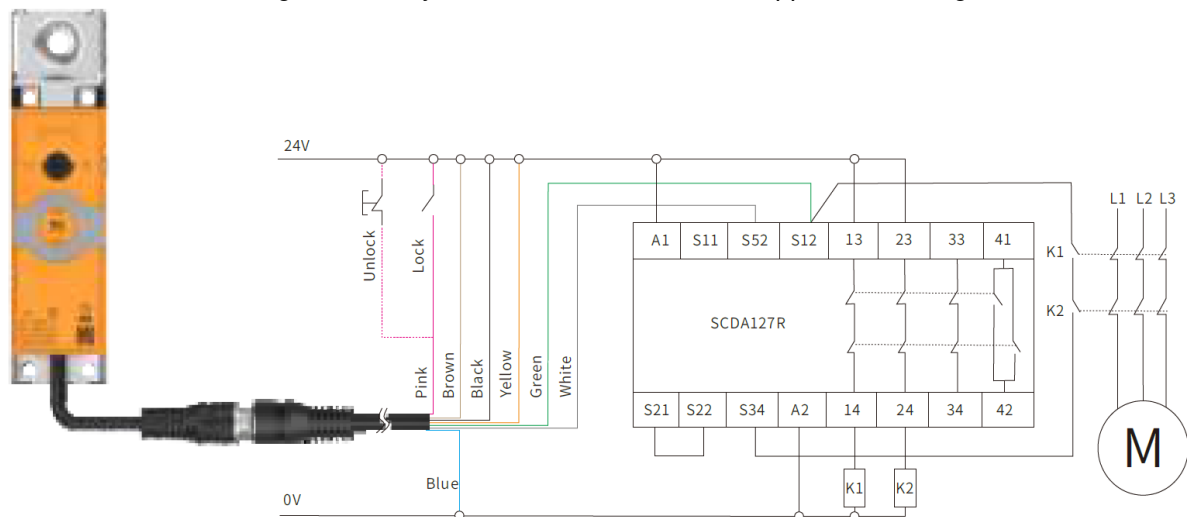 24V
Unlock
Lock
Pink
Brown
Black
Yellow
Green
White
Blue
0V
A1 S11 S52 S12 13 23 33 41
SCDA127R
S21 S22 S34 A2 14 24 34 42
K1 K2
L1 L2 L3
K1
K2
M